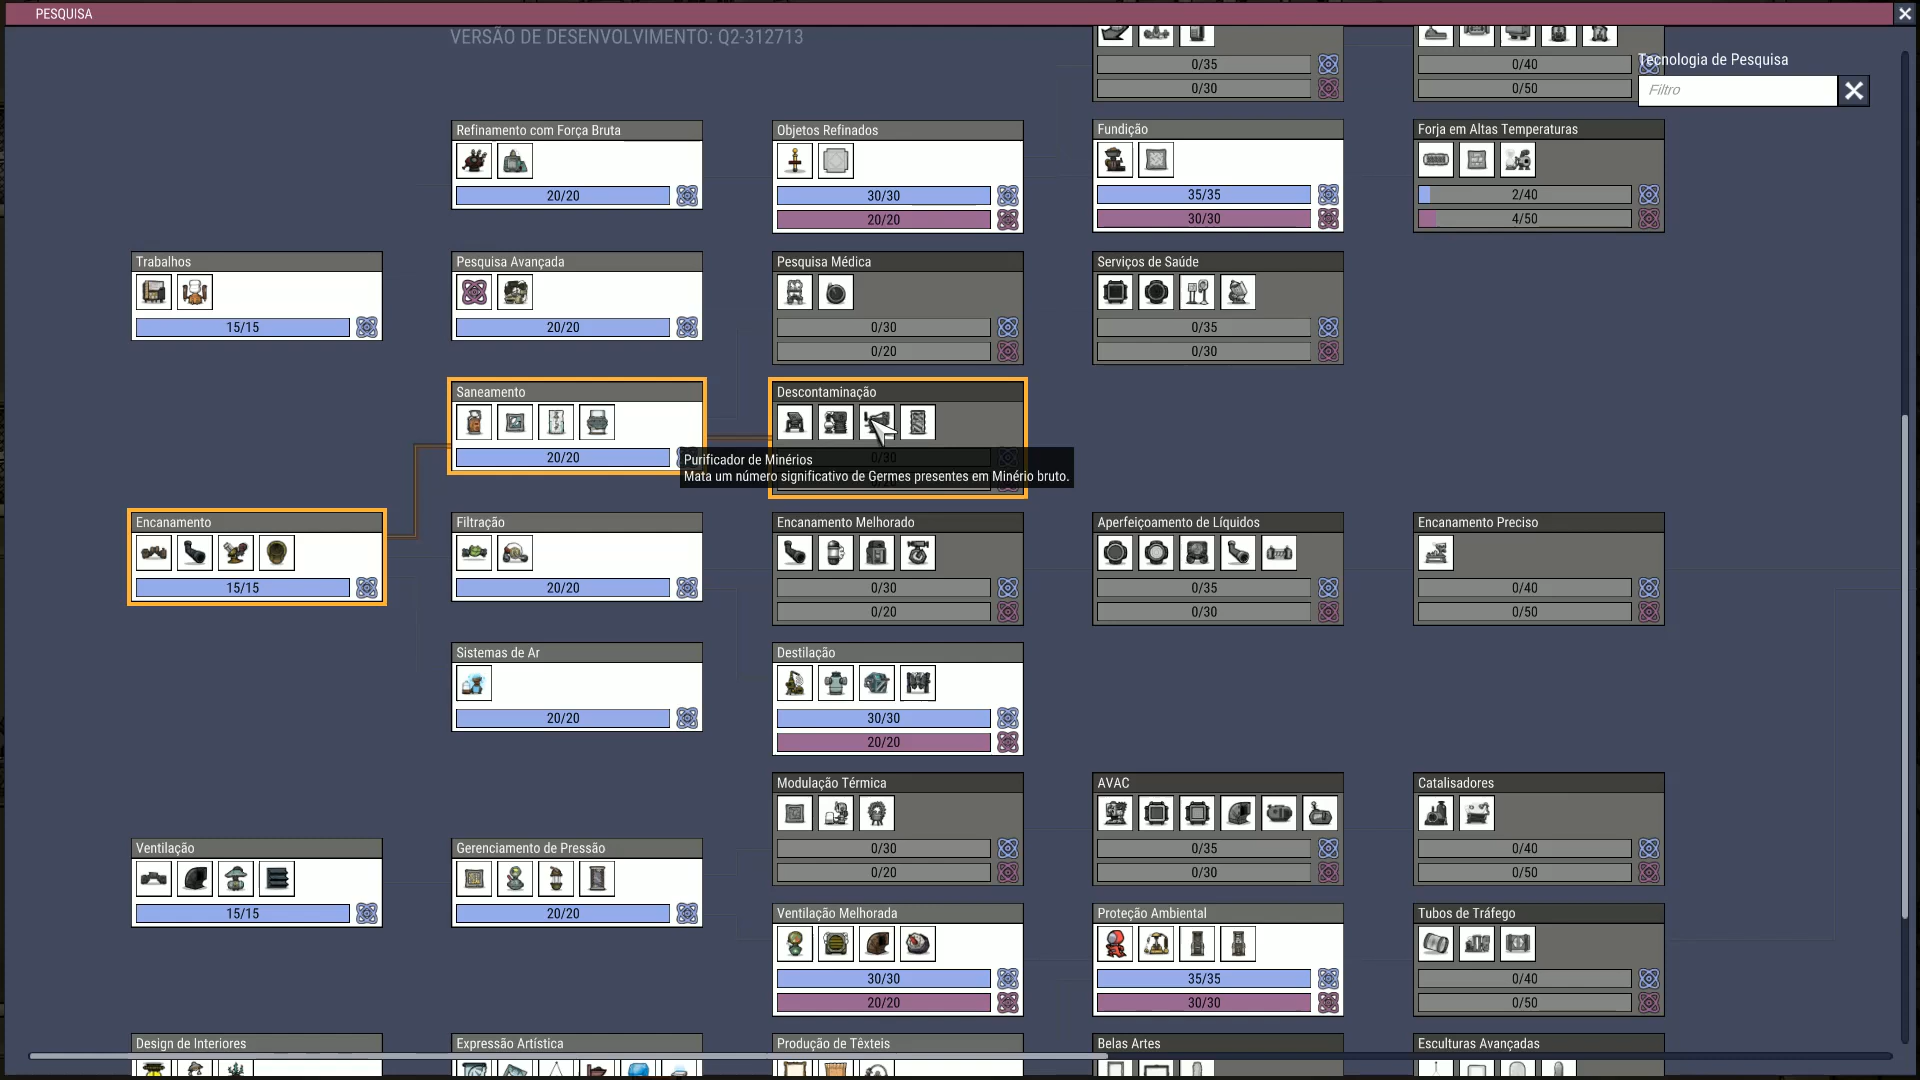 PESQUISA
VERSÃO DE DESENVOLVIMENTO: Q2-312713
0/35
0/30
0/40
0/50
Tecnologia de Pesquisa
Filtro
Refinamento com Força Bruta
20/20
Objetos Refinados
30/30
20/20
Fundição
35/35
30/30
Forja em Altas Temperaturas
2/40
4/50
Trabalhos
15/15
Pesquisa Avançada
20/20
Pesquisa Médica
0/30
0/20
Serviços de Saúde
0/35
0/30
Saneamento
20/20
Descontaminação
0/30
Purificador de Minérios
Mata um número significativo de Germes presentes em Minério bruto.
Encanamento
15/15
Filtração
20/20
Encanamento Melhorado
0/30
0/20
Aperfeiçoamento de Líquidos
0/35
0/30
Encanamento Preciso
0/40
0/50
Sistemas de Ar
20/20
Destilação
30/30
20/20
Modulação Térmica
0/30
0/20
AVAC
0/35
0/30
Catalisadores
0/40
0/50
Ventilação
15/15
Gerenciamento de Pressão
20/20
Ventilação Melhorada
30/30
20/20
Proteção Ambiental
35/35
30/30
Tubos de Tráfego
0/40
0/50
Design de Interiores
Expressão Artística
Produção de Têxteis
Belas Artes
Esculturas Avançadas